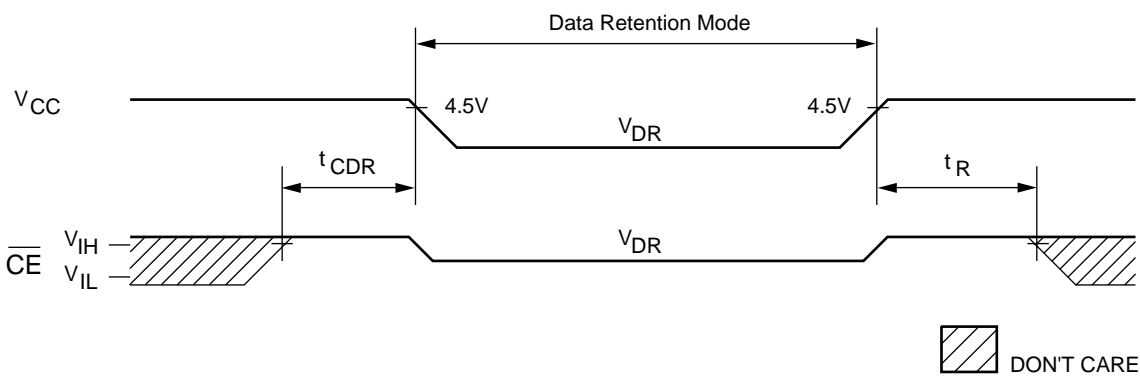 Data Retention Mode
VCC
4.5V
4.5V
VDR
tCDR
tR
VIH
CE
VIL
VDR
DON'T CARE